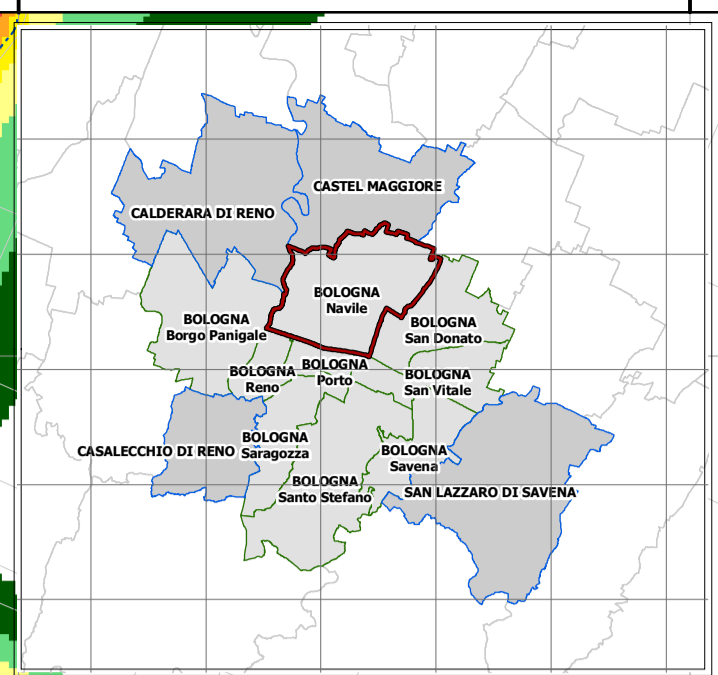 CASTEL MAGGIORE
CALDERARA DI RENO
BOLOGNA
Navile
BOLOGNA
Borgo Panigale
BOLOGNA
San Donato
BOLOGNA
Reno
BOLOGNA
Porto
BOLOGNA
San Vitale
CASALECCHIO DI RENO
BOLOGNA
Saragozza
BOLOGNA
Savena
BOLOGNA
Santo Stefano
SAN LAZZARO DI SAVENA